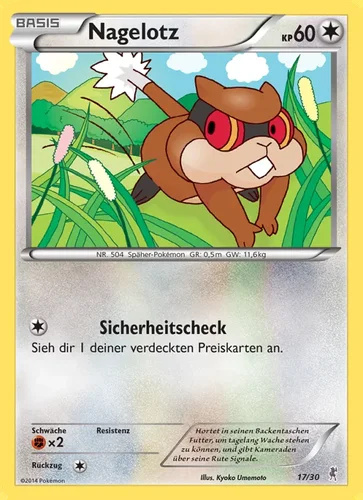 BASIS
Nagelotz
KP60
NR. 504 Späher-Pokémon GR: 0,5m GW: 11,6kg
Sicherheitscheck
Sieh dir 1 deiner verdeckten Preiskarten an.
Schwäche Resistenz
×2
Rückzug
Hortet in seinen Backentaschen
Futter, um tagelang Wache stehen
zu können, und gibt Kameraden
über seine Rute Signale.
©2014 Pokémon
Illus. Kyoko Umemoto
17/30